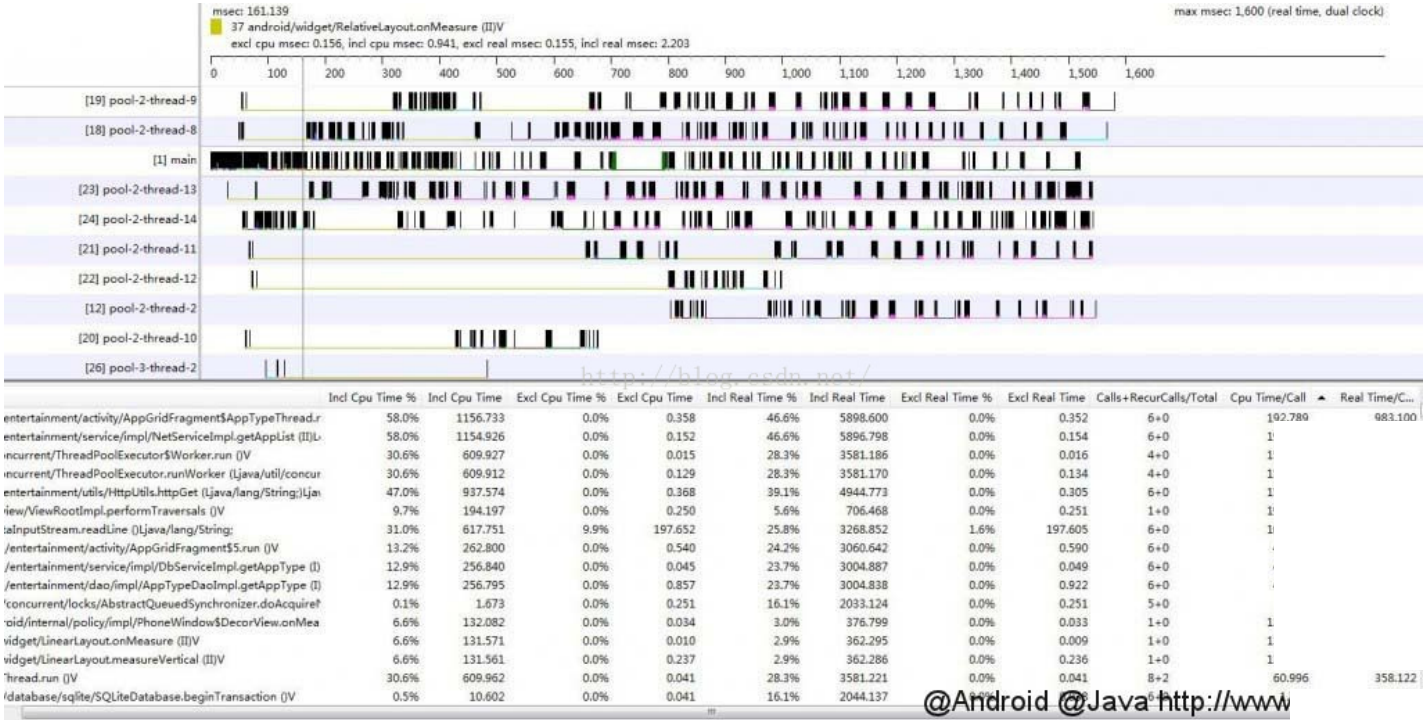 msec: 161.139 max msec: 1,600 (real time, dual clock)
37 android/widget/RelativeLayout.onMeasure (II)V
excl cpu msec: 0.156, incl cpu msec: 0.941, excl real msec: 0.155, incl real msec: 2.203
0 100 200 300 400 500 600 700 800 900 1,000 1,100 1,200 1,300 1,400 1,500 1,600
[19] pool-2-thread-9
[18] pool-2-thread-8
[1] main
[23] pool-2-thread-13
[24] pool-2-thread-14
[21] pool-2-thread-11
[22] pool-2-thread-12
[12] pool-2-thread-2
[20] pool-2-thread-10
[26] pool-3-thread-2
http://blog.csdn.net/
Incl Cpu Time % Incl Cpu Time Excl Cpu Time % Excl Cpu Time Incl Real Time % Incl Real Time Excl Real Time % Excl Real Time Calls+RecurCalls/Total Cpu Time/Call Real Time/C...
entertainment/activity/AppGridFragment$AppTypeThread.r 58.0% 1156.733 0.0% 0.358 46.6% 5898.600 0.0% 0.352 6+0 192.789 983.100
entertainment/service/impl/NetServiceImpl.getAppList (II)L 58.0% 1154.926 0.0% 0.152 46.6% 5896.798 0.0% 0.154 6+0
oncurrent/ThreadPoolExecutor$Worker.run ()V 30.6% 609.927 0.0% 0.015 28.3% 3581.186 0.0% 0.016 4+0
oncurrent/ThreadPoolExecutor.runWorker (Ljava/util/concur 30.6% 609.912 0.0% 0.129 28.3% 3581.170 0.0% 0.134 4+0
entertainment/utils/HttpUtils.httpGet (Ljava/lang/String;)Lja 47.0% 937.574 0.0% 0.368 39.1% 4944.773 0.0% 0.305 6+0
iew/ViewRootImpl.performTraversals ()V 9.7% 194.197 0.0% 0.250 5.6% 706.468 0.0% 0.251 1+0
taInputStream.readLine ()Ljava/lang/String; 31.0% 617.751 9.9% 197.652 25.8% 3268.852 1.6% 197.605 6+0
/entertainment/activity/AppGridFragment$5.run ()V 13.2% 262.800 0.0% 0.540 24.2% 3060.642 0.0% 0.590 6+0
/entertainment/service/impl/DbServiceImpl.getAppType (I) 12.9% 256.840 0.0% 0.045 23.7% 3004.887 0.0% 0.049 6+0
/entertainment/dao/impl/AppTypeDaoImpl.getAppType (I) 12.9% 256.795 0.0% 0.857 23.7% 3004.838 0.0% 0.922 6+0
/concurrent/locks/AbstractQueuedSynchronizer.doAcquire 0.1% 1.673 0.0% 0.251 16.1% 2033.124 0.0% 0.251 5+0
roid/internal/policy/impl/PhoneWindow$DecorView.onMea 6.6% 132.082 0.0% 0.034 3.0% 376.799 0.0% 0.033 1+0
widget/LinearLayout.onMeasure (II)V 6.6% 131.571 0.0% 0.010 2.9% 362.295 0.0% 0.009 1+0
widget/LinearLayout.measureVertical (II)V 6.6% 131.561 0.0% 0.237 2.9% 362.286 0.0% 0.236 1+0
Thread.run ()V 30.6% 609.962 0.0% 0.041 28.3% 3581.221 0.0% 0.041 8+2 60.996 358.122
/database/sqlite/SQLiteDatabase.beginTransaction ()V 0.5% 10.602 0.0% 0.041 16.1% 2044.137
@Android @Java http://www